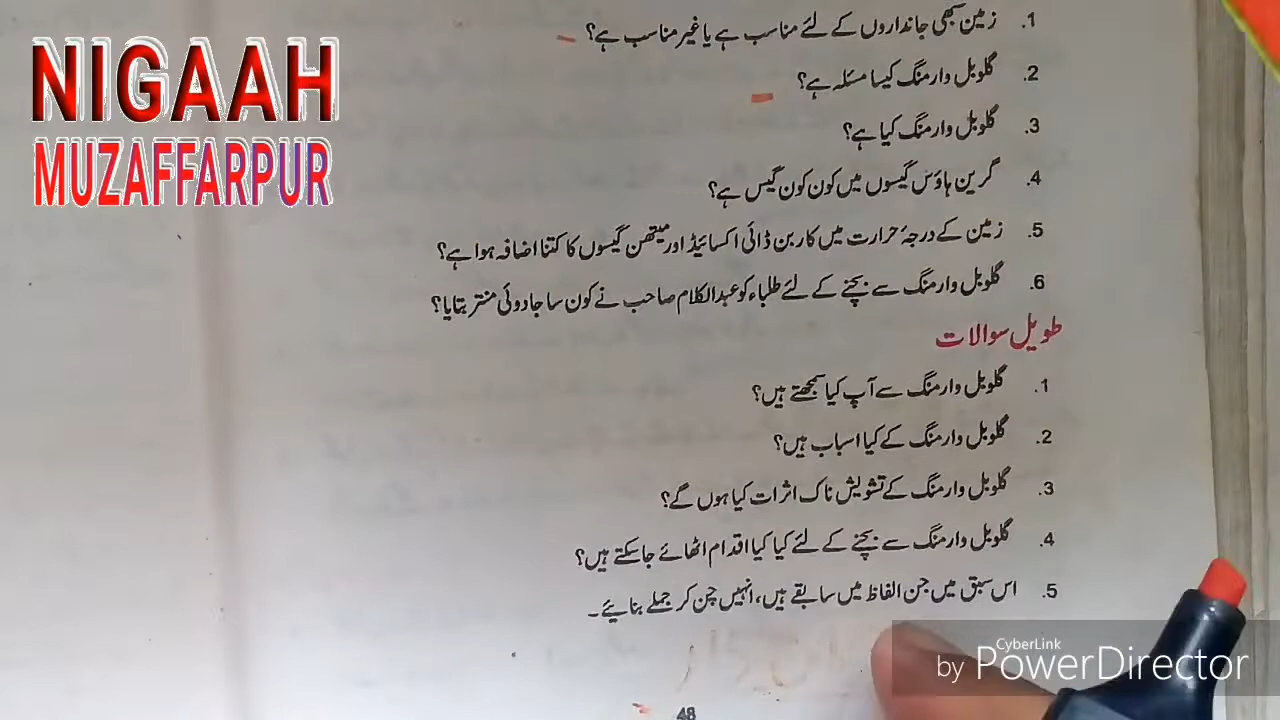 NIGAAH
MUZAFFARPUR
1. زمین سبھی جانداروں کے لئے مناسب ہے یا غیر مناسب ہے؟
2. گلوبل وارمنگ کیسا مسئلہ ہے؟
3. گلوبل وارمنگ کیا ہے؟
4. گرین ہاؤس گیسوں میں کون کون گیس ہے؟
5. زمین کے درجۂ حرارت میں کاربن ڈائی اکسائیڈ اور میتھن گیسوں کا کتنا اضافہ ہوا ہے؟
6. گلوبل وارمنگ سے بچنے کے لئے طلباء کو عبدالکلام صاحب نے کون سا جادوئی منتر بتایا؟
طویل سوالات
1. گلوبل وارمنگ سے آپ کیا سمجھتے ہیں؟
2. گلوبل وارمنگ کے کیا اسباب ہیں؟
3. گلوبل وارمنگ کے تشویش ناک اثرات کیا ہوں گے؟
4. گلوبل وارمنگ سے بچنے کے لئے کیا کیا اقدام اٹھائے جاسکتے ہیں؟
5. اس سبق میں جن الفاظ میں سابقے ہیں، انہیں چن کر جملے بنائیے۔
CyberLink
by PowerDirector
48